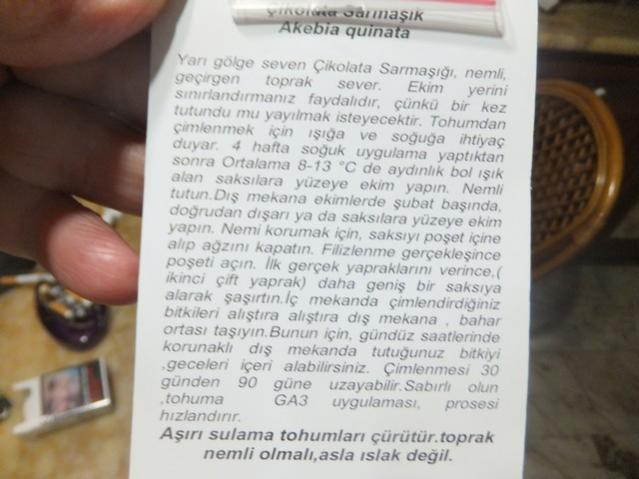 Çikolata Sarmaşık
Akebia quinata
Yarı gölge seven Çikolata Sarmaşığı, nemli,
geçirgen toprak sever. Ekim yerini
sınırlandırmanız faydalıdır, çünkü bir kez
tutundu mu yayılmak isteyecektir. Tohumdan
çimlenmek için ışığa ve soğuğa ihtiyaç
duyar. 4 hafta soğuk uygulama yaptıktan
sonra Ortalama 8-13 °C de aydınlık bol ışık
alan saksılara yüzeye ekim yapın. Nemli
tutun.Dış mekana ekimlerde şubat başında,
doğrudan dışarı ya da saksılara yüzeye ekim
yapın. Nemi korumak için, saksıyı poşet içine
alıp ağzını kapatın. Filizlenme gerçekleşince
poşeti açın. İlk gerçek yapraklarını verince,(
ikinci çift yaprak) daha geniş bir saksıya
alarak şaşırtın.İç mekanda çimlendirdiğiniz
bitkileri alıştıra alıştıra dış mekana , bahar
ortası taşıyın.Bunun için, gündüz saatlerinde
korunaklı dış mekanda tutuğunuz bitkiyi
,geceleri içeri alabilirsiniz. Çimlenmesi 30
günden 90 güne uzayabilir.Sabırlı olun
,tohuma GA3 uygulaması, prosesi
hızlandırır.
Aşırı sulama tohumları çürütür.toprak
nemli olmalı,asla ıslak değil.